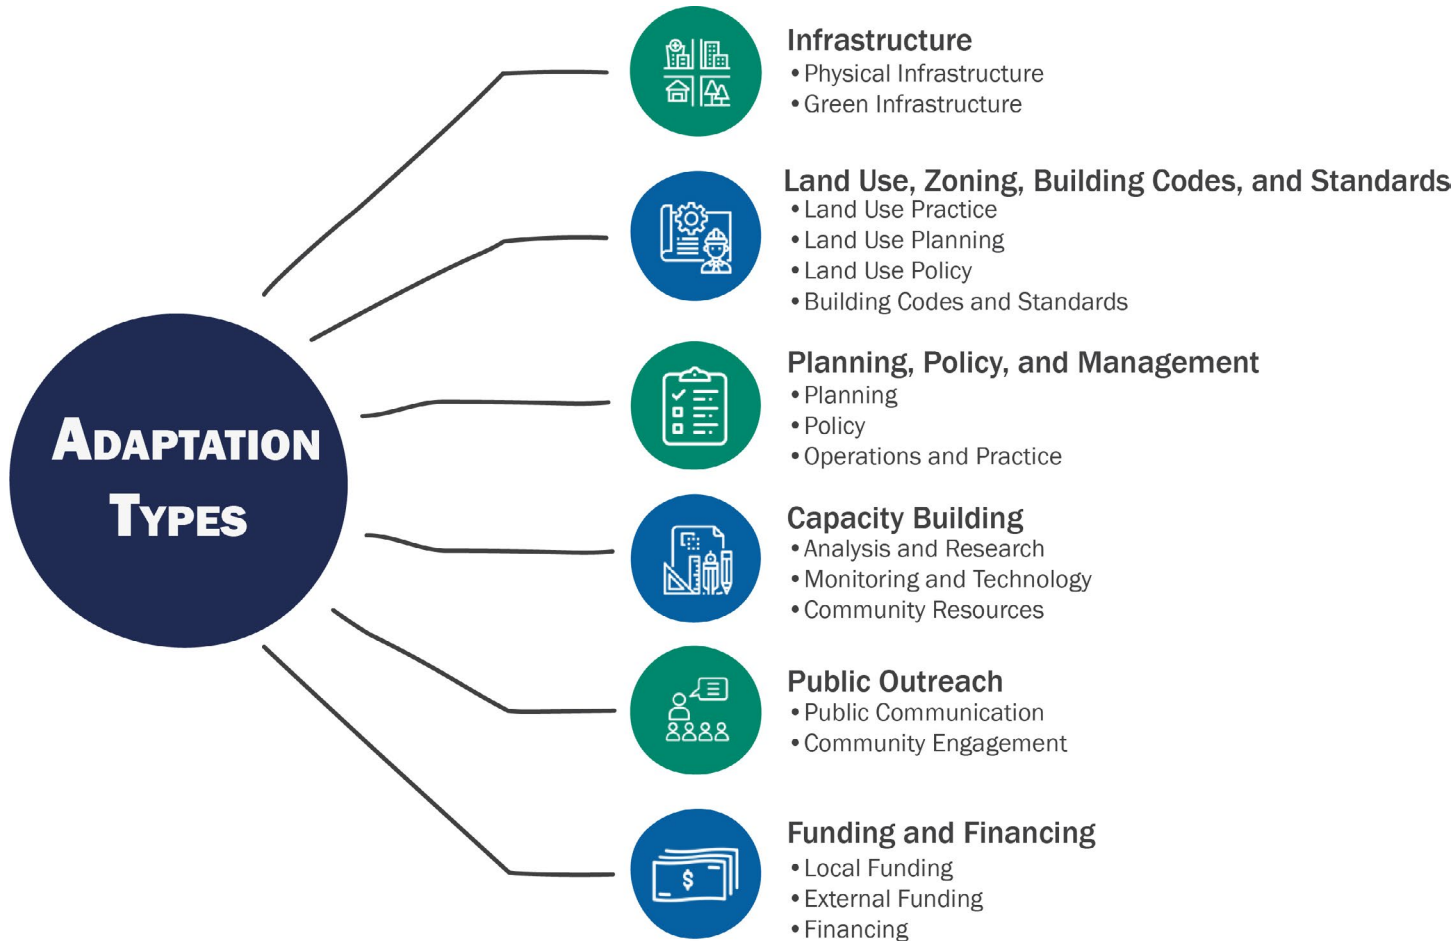 ADAPTATION
TYPES
Infrastructure
•Physical Infrastructure
•Green Infrastructure
Land Use, Zoning, Building Codes, and Standards
•Land Use Practice
•Land Use Planning
•Land Use Policy
•Building Codes and Standards
Planning, Policy, and Management
•Planning
•Policy
•Operations and Practice
Capacity Building
•Analysis and Research
•Monitoring and Technology
•Community Resources
Public Outreach
•Public Communication
•Community Engagement
$
Funding and Financing
•Local Funding
•External Funding
•Financing